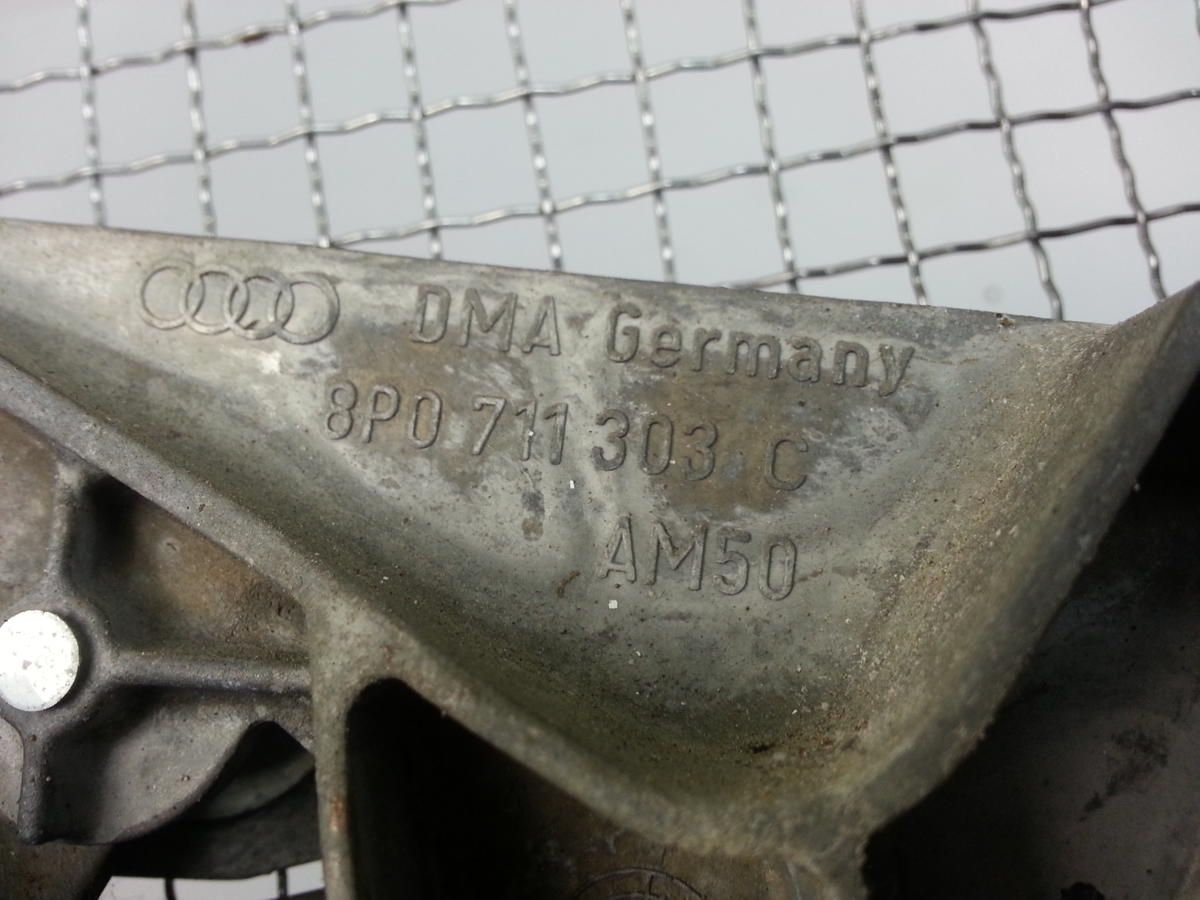 DMA Germany
8P0 711 303 C
AM50